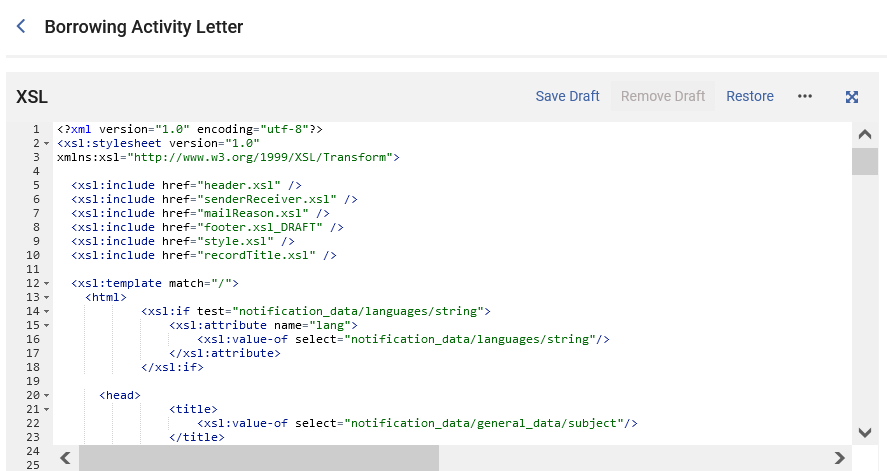 Borrowing Activity Letter
XSL Save Draft Remove Draft Restore
1 <?xml version="1.0" encoding="utf-8"?>
2 <xsl:stylesheet version="1.0"
3 xmlns:xsl="http://www.w3.org/1999/XSL/Transform">
4
5 <xsl:include href="header.xsl" />
6 <xsl:include href="senderReceiver.xsl" />
7 <xsl:include href="mailReason.xsl" />
8 <xsl:include href="footer.xsl_DRAFT" />
9 <xsl:include href="style.xsl" />
10 <xsl:include href="recordTitle.xsl" />
11
12 <xsl:template match="/">
13 <html>
14 <xsl:if test="notification_data/languages/string">
15 <xsl:attribute name="lang">
16 <xsl:value-of select="notification_data/languages/string"/>
17 </xsl:attribute>
18 </xsl:if>
19
20 <head>
21 <title>
22 <xsl:value-of select="notification_data/general_data/subject"/>
23 </title>
24
25